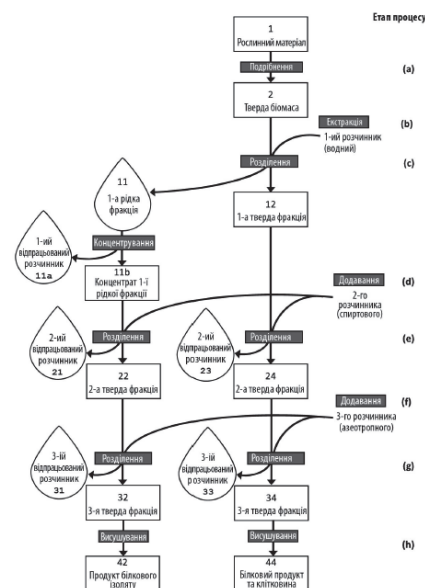 Етап процесу
1
Рослинний матеріал
Подрібнення
(a)
2
Тверда біомаса
Екстракція
(b)
1-ий розчинник
(водний)
Розділення
(c)
11
1-а рідка
фракція
12
1-а тверда фракція
1-ий
відпрацьований
розчинник
11a
Концентрування
11b
Концентрат 1-ї
рідкої фракції
Додавання
(d)
2-го
розчинника
(спиртового)
2-ий
відпрацьований
розчинник
21
Розділення
2-ий
відпрацьований
розчинник
23
Розділення
(e)
22
2-а тверда фракція
24
2-а тверда фракція
Додавання
(f)
3-го розчинника
(азеотропного)
3-ій
відпрацьований
розчинник
31
Розділення
3-ій
відпрацьований
розчинник
33
Розділення
(g)
32
3-я тверда фракція
34
3-я тверда фракція
Висушування
Висушування
(h)
42
Продукт білкового
ізоляту
44
Білковий продукт
та клітковина